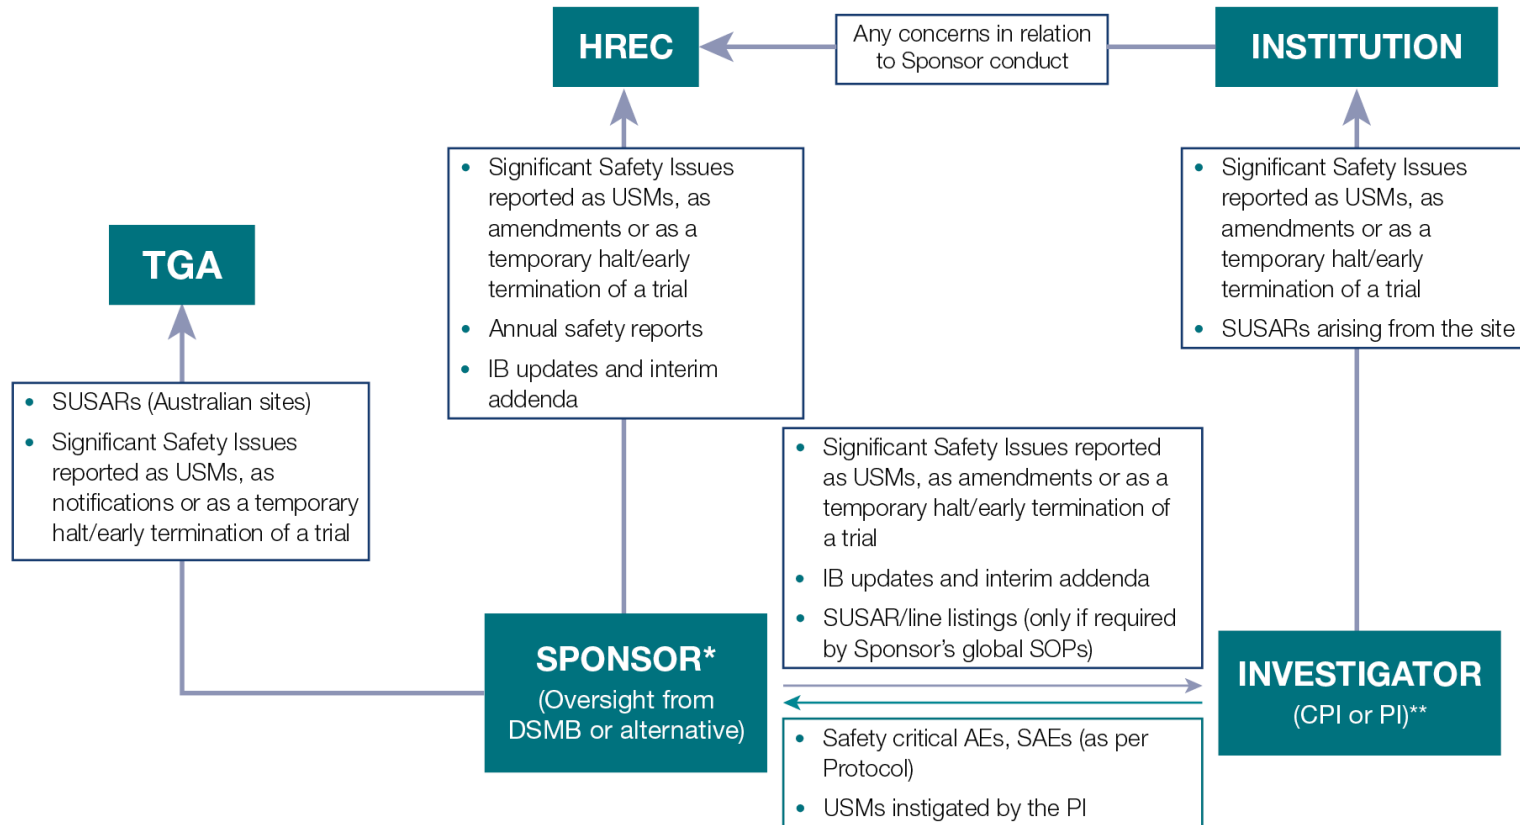 HREC
Any concerns in relation
to Sponsor conduct
INSTITUTION
• Significant Safety Issues
reported as USMs, as
amendments or as a
temporary halt/early
termination of a trial
• Annual safety reports
• IB updates and interim
addenda
• Significant Safety Issues
reported as USMs, as
amendments or as a
temporary halt/early
termination of a trial
• SUSARs arising from the site
TGA
• SUSARs (Australian sites)
• Significant Safety Issues
reported as USMs, as
notifications or as a temporary
halt/early termination of a trial
• Significant Safety Issues reported
as USMs, as amendments or as a
temporary halt/early termination of
a trial
• IB updates and interim addenda
• SUSAR/line listings (only if required
by Sponsor’s global SOPs)
SPONSOR*
(Oversight from
DSMB or alternative)
INVESTIGATOR
(CPI or PI)**
• Safety critical AEs, SAEs (as per
Protocol)
• USMs instigated by the PI